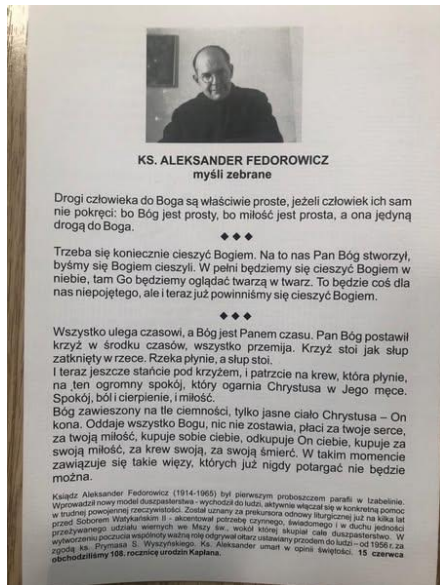 KS. ALEKSANDER FEDOROWICZ
myśli zebrane
Drogi człowieka do Boga są właściwie proste, jeżeli człowiek ich sam
nie pokręci: bo Bóg jest prosty, bo miłość jest prosta, a ona jedyną
drogą do Boga.
◆ ◆ ◆
Trzeba się koniecznie cieszyć Bogiem. Na to nas Pan Bóg stworzył,
byśmy się Bogiem cieszyli. W pełni będziemy się cieszyć Bogiem w
niebie, tam Go będziemy oglądać twarzą w twarz. To będzie coś dla
nas niepojętego, ale i teraz już powinniśmy się cieszyć Bogiem.
◆ ◆ ◆
Wszystko ulega czasowi, a Bóg jest Panem czasu. Pan Bóg postawił
krzyż w środku czasów, wszystko przemija. Krzyż stoi jak słup
zatknięty w rzece. Rzeka płynie, a słup stoi.
I teraz jeszcze stańcie pod krzyżem, i patrzcie na krew, która płynie,
na ten ogromny spokój, który ogarnia Chrystusa w Jego męce.
Spokój, ból i cierpienie, i miłość.
Bóg zawieszony na tle ciemności, tylko jasne ciało Chrystusa – On
kona. Oddaje wszystko Bogu, nic nie zostawia, płaci za twoje serce,
za twoją miłość, kupuje sobie ciebie, odkupuje On ciebie, kupuje za
swoją miłość, za krew swoją, za swoją śmierć. W takim momencie
zawiązuje się takie więzy, których już nigdy potargać nie będzie
można.
Ksiądz Aleksander Fedorowicz (1914-1965) był pierwszym proboszczem parafii w Izabelinie.
Wprowadził nowy model duszpasterstwa - wychodził do ludzi, aktywnie włączał się w konkretną pomoc
w trudnej powojennej rzeczywistości. Został uznany za prekursora odnowy liturgicznej już na kilka lat
przed Soborem Watykańskim II - akcentował potrzebę czynnego, świadomego i w duchu jedności
przeżywanego udziału wiernych we Mszy św., wokół której skupiał całe duszpasterstwo. W
wytworzeniu poczucia wspólnoty ważną rolę odgrywał ołtarz ustawiany przodem do ludzi – od 1956 r. za
zgodą ks. Prymasa S. Wyszyńskiego. Ks. Aleksander umarł w opinii świętości. 15 czerwca
obchodziliśmy 108. rocznicę urodzin Kapłana.